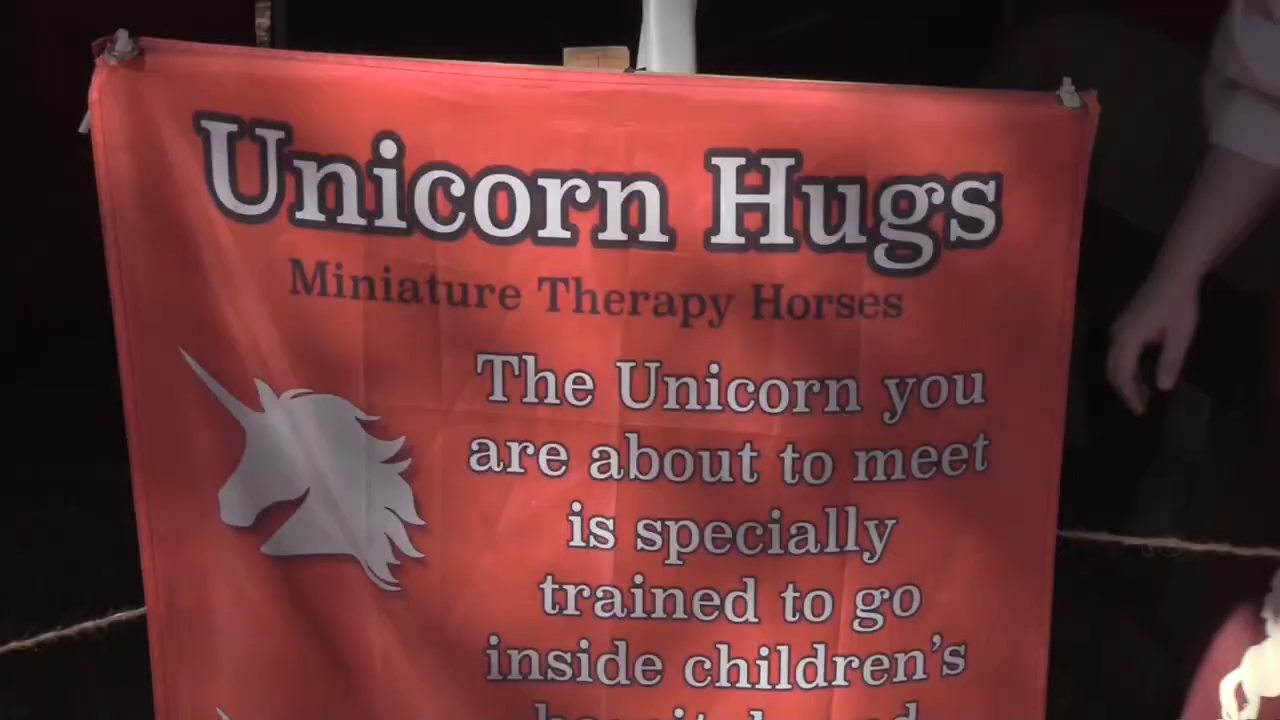 Unicorn Hugs
Miniature Therapy Horses
The Unicorn you
are about to meet
is specially
trained to go
inside children's